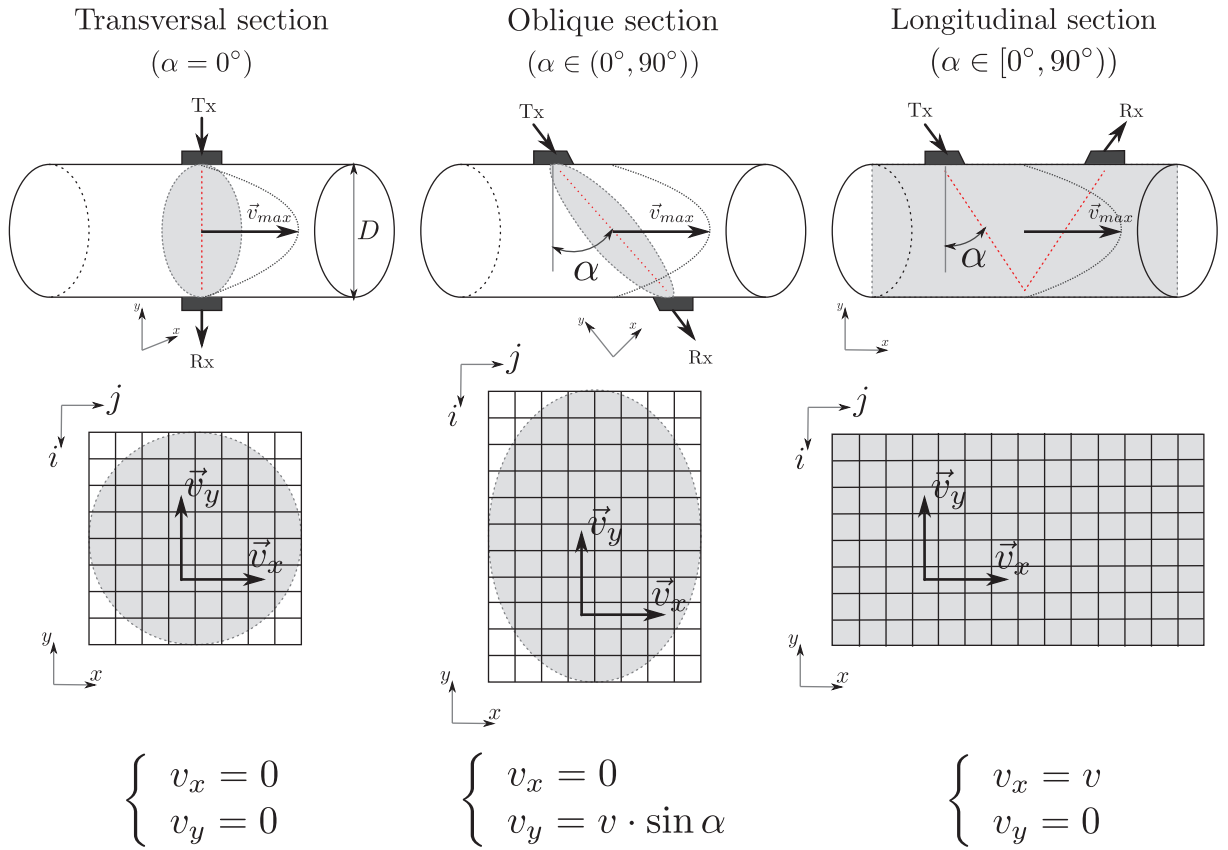 Transversal section
(α = 0°)
Tx
v⃗max
D
y
x
Rx
j
i
v⃗y
v⃗x
y
x
{ vx = 0
vy = 0
Oblique section
(α ∈ (0°, 90°))
Tx
v⃗max
α
y
x
Rx
j
i
v⃗y
v⃗x
y
x
{ vx = 0
vy = v · sin α
Longitudinal section
(α ∈ [0°, 90°))
Tx
Rx
v⃗max
α
y
x
j
i
v⃗y
v⃗x
y
x
{ vx = v
vy = 0